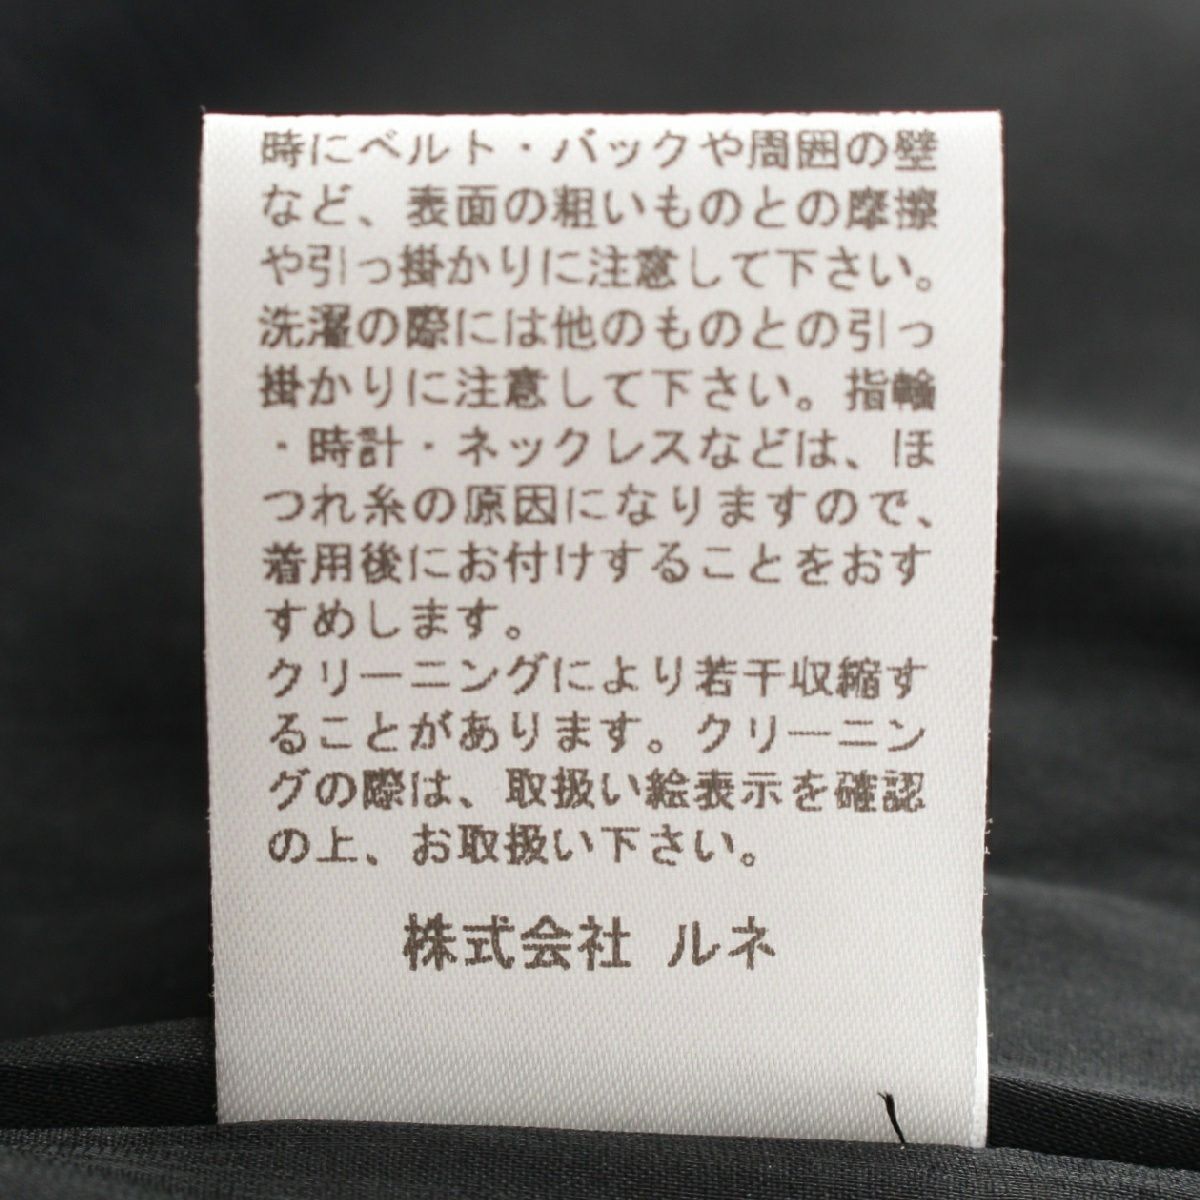 時にベルト・バックや周囲の壁
など、表面の粗いものとの摩擦
や引っ掛かりに注意して下さい。
洗濯の際には他のものとの引っ
掛かりに注意して下さい。指輪
・時計・ネックレスなどは、ほ
つれ糸の原因になりますので、
着用後にお付けすることをおす
すめします。
クリーニングにより若干収縮す
ることがあります。クリーニン
グの際は、取扱い絵表示を確認
の上、お取扱い下さい。
株式会社 ルネ